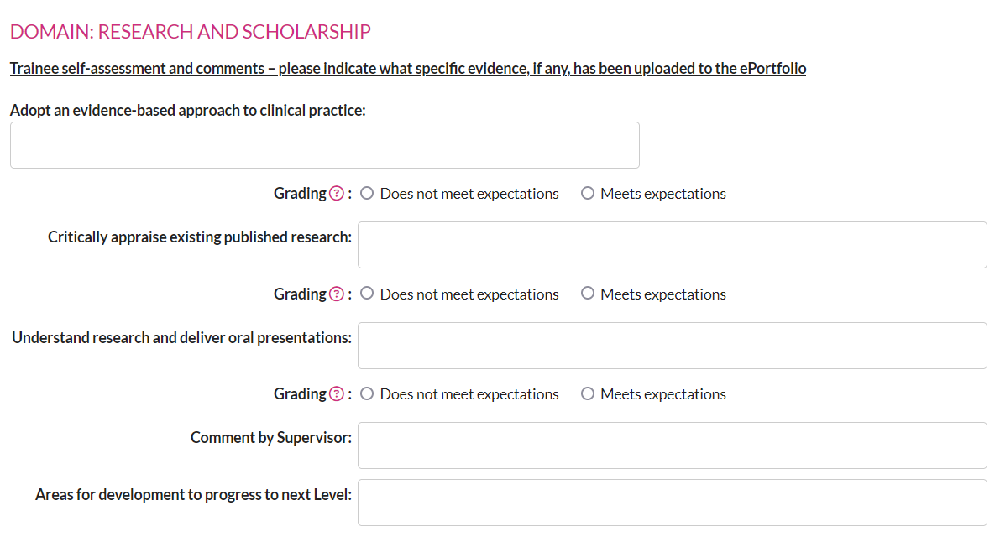 DOMAIN: RESEARCH AND SCHOLARSHIP
Trainee self-assessment and comments – please indicate what specific evidence, if any, has been uploaded to the ePortfolio
Adopt an evidence-based approach to clinical practice:
Grading ? : Does not meet expectations Meets expectations
Critically appraise existing published research:
Grading ? : Does not meet expectations Meets expectations
Understand research and deliver oral presentations:
Grading ? : Does not meet expectations Meets expectations
Comment by Supervisor:
Areas for development to progress to next Level: